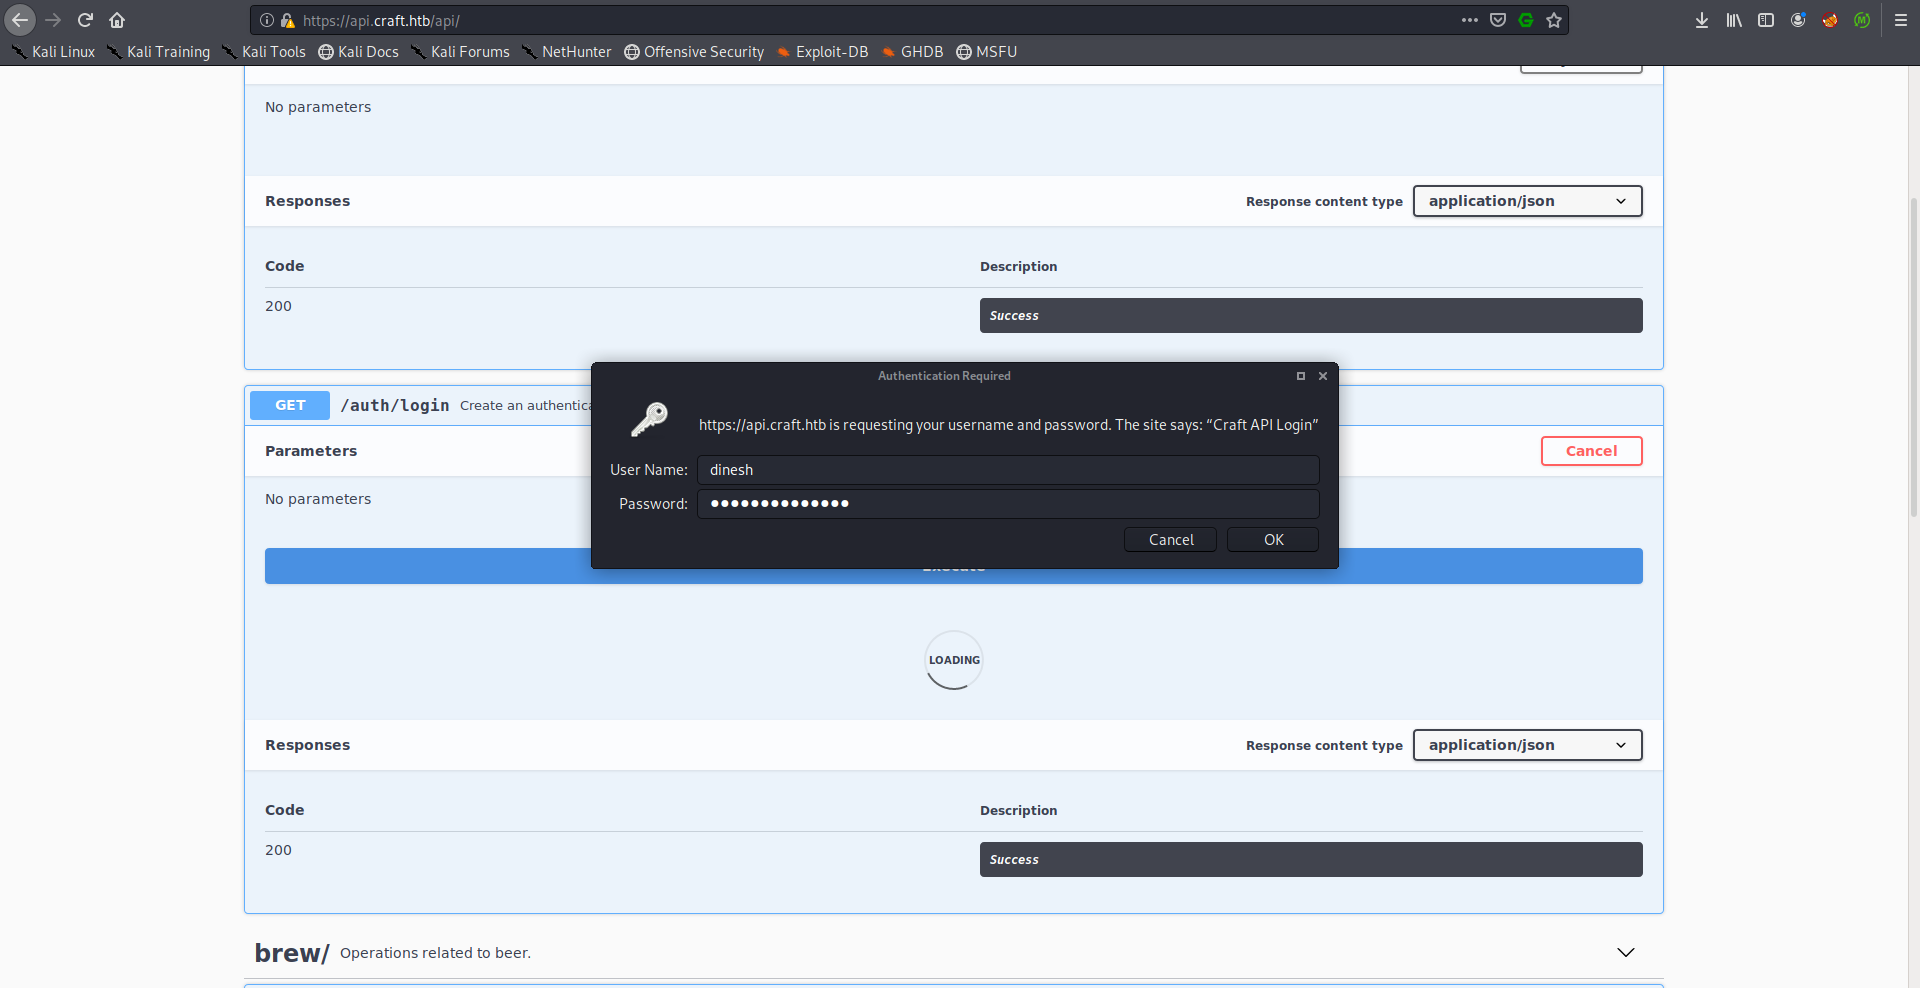 https://api.craft.htb/api/
Kali Linux Kali Training Kali Tools Kali Docs Kali Forums NetHunter Offensive Security Exploit-DB GHDB MSFU
No parameters
Responses Response content type application/json
Code Description
200
Success
Authentication Required
GET /auth/login Create an authentica
https://api.craft.htb is requesting your username and password. The site says: “Craft API Login”
Parameters Cancel
User Name: dinesh
No parameters
Password: ●●●●●●●●●●●●●●
Cancel OK
Execute
LOADING
Responses Response content type application/json
Code Description
200
Success
brew/ Operations related to beer.